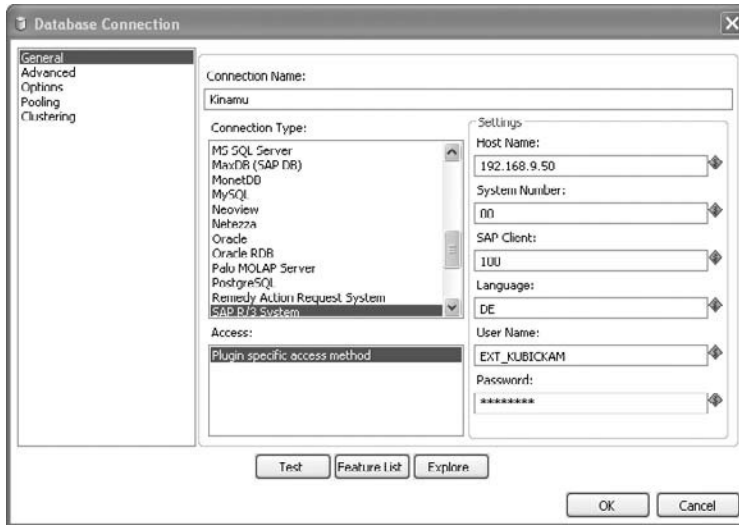 Database Connection
General
Advanced
Options
Pooling
Clustering
Connection Name:
Kinamu
Connection Type:
MS SQL Server
MaxDB (SAP DB)
MonetDB
MySQL
Neoview
Netezza
Oracle
Oracle RDB
Palo MOLAP Server
PostgreSQL
Remedy Action Request System
SAP R/3 System
Access:
Plugin specific access method
Settings
Host Name:
192.168.9.50
System Number:
00
SAP Client:
100
Language:
DE
User Name:
EXT_KUBICKAM
Password:
********
Test
Feature List
Explore
OK
Cancel